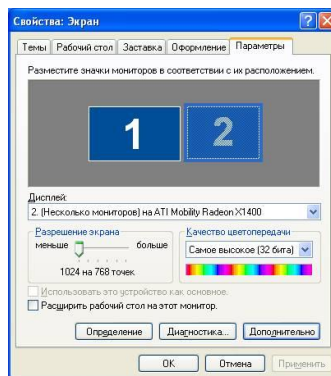 Свойства: Экран
Темы Рабочий стол Заставка Оформление Параметры
Разместите значки мониторов в соответствии с их расположением.
1 2
Дисплей:
2. (Несколько мониторов) на ATI Mobility Radeon X1400
Разрешение экрана Качество цветопередачи
меньше больше Самое высокое (32 бита)
1024 на 768 точек
Использовать это устройство как основное.
Расширить рабочий стол на этот монитор.
Определение Диагностика... Дополнительно
ОК Отмена Применить